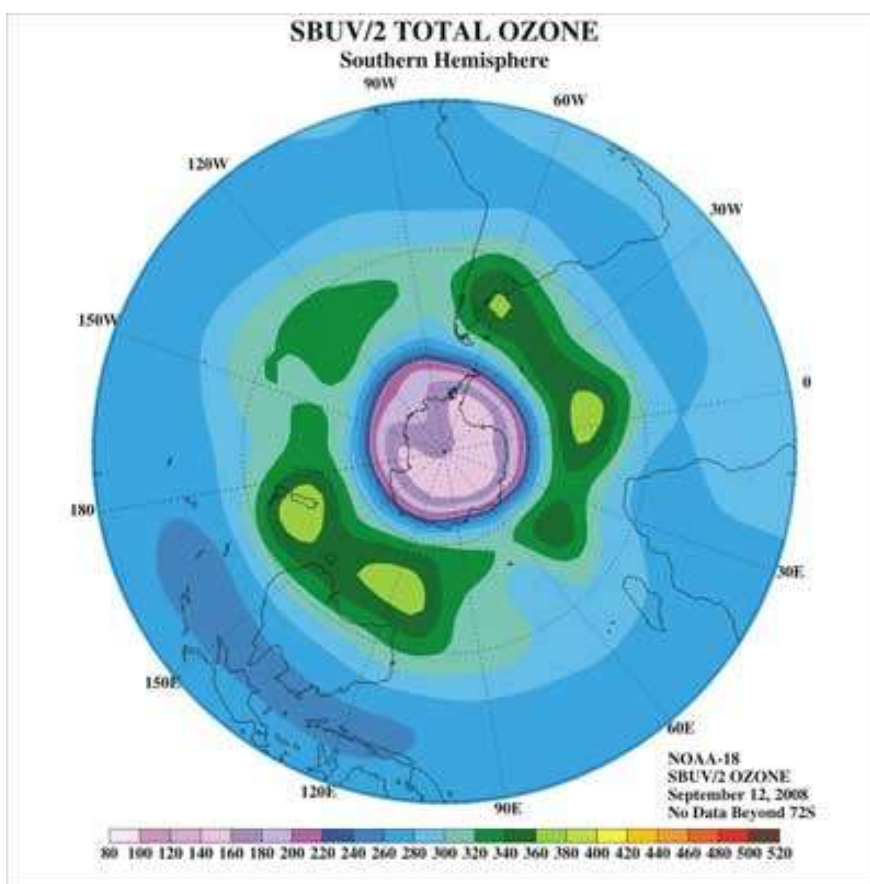 SBUV/2 TOTAL OZONE
Southern Hemisphere
90W
60W
120W
30W
150W
0
180
30E
150E
60E
120E
90E
NOAA-18
SBUV/2 OZONE
September 12, 2008
No Data Beyond 72S
80 100 120 140 160 180 200 220 240 260 280 300 320 340 360 380 400 420 440 460 480 500 520